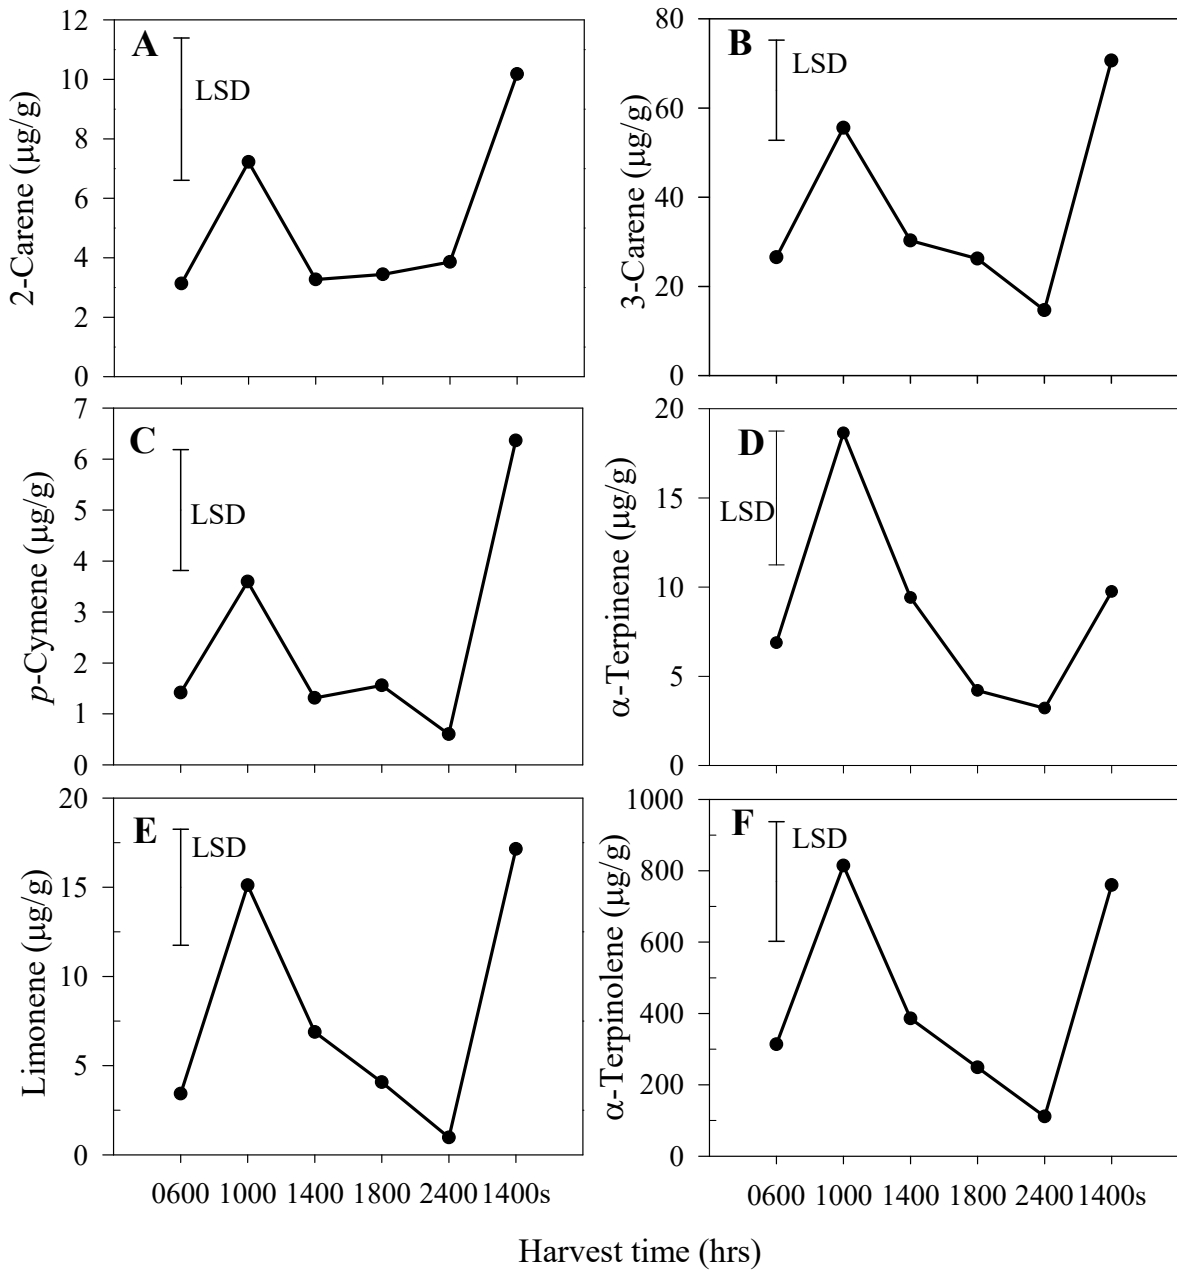 A
LSD
2-Carene (µg/g)
12
10
8
6
4
2
0
B
LSD
3-Carene (µg/g)
80
60
40
20
0
C
LSD
p-Cymene (µg/g)
7
6
5
4
3
2
1
0
D
LSD
α-Terpinene (µg/g)
20
15
10
5
0
E
LSD
Limonene (µg/g)
20
15
10
5
0
0600 1000 1400 1800 2400 1400s
F
LSD
α-Terpinolene (µg/g)
1000
800
600
400
200
0
0600 1000 1400 1800 2400 1400s
Harvest time (hrs)